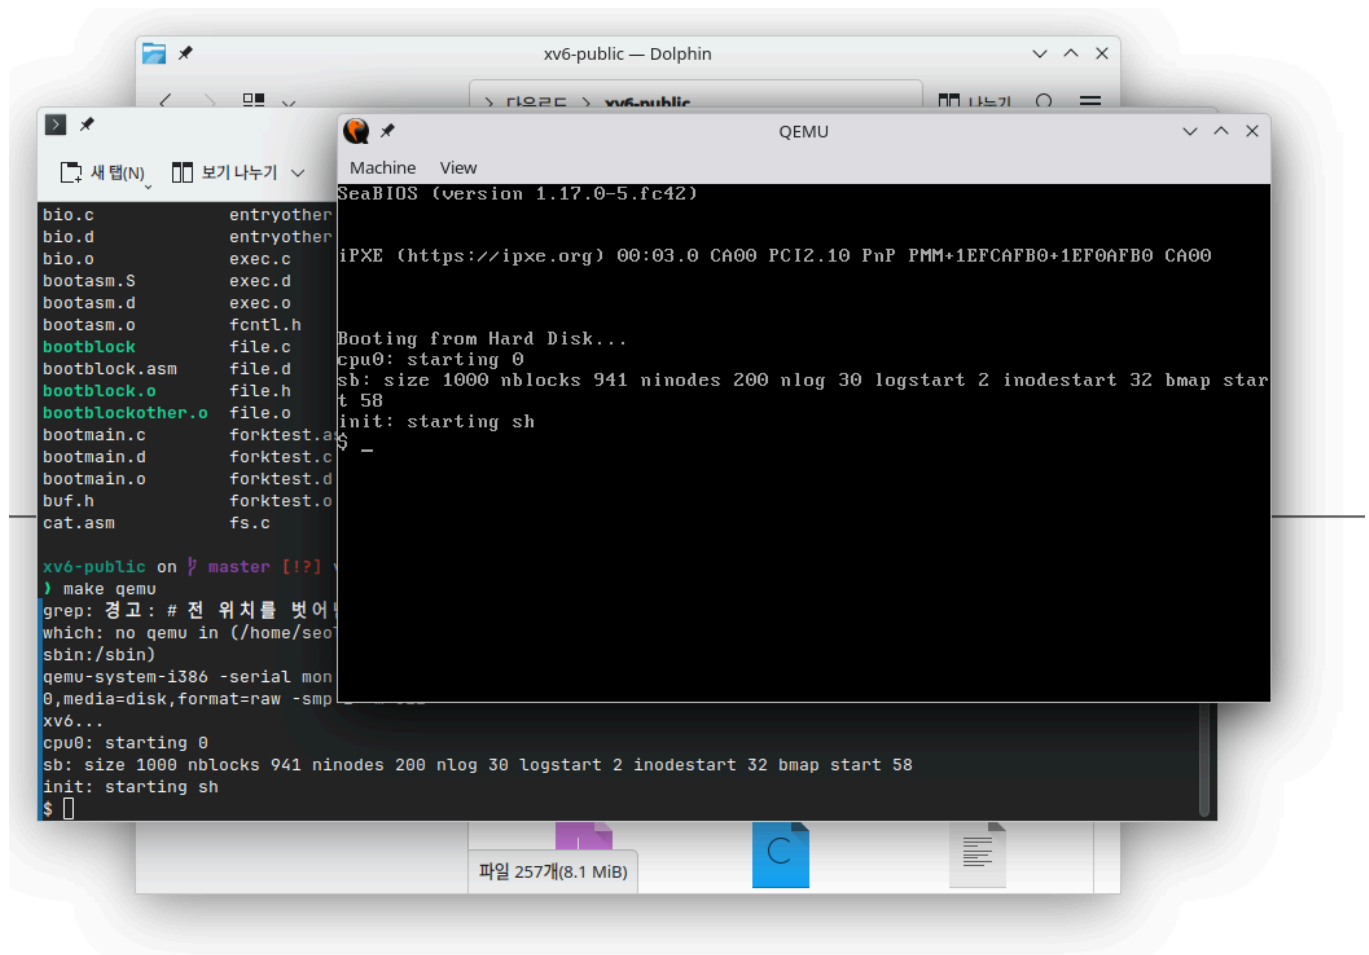 xv6-public — Dolphin
다운로드 > xv6-public
나누기
새 탭(N)
보기 나누기
QEMU
Machine View
SeaBIOS (version 1.17.0-5.fc42)
iPXE (https://ipxe.org) 00:03.0 CA00 PCI2.10 PnP PMM+1EFCAFB0+1EF0AFB0 CA00
Booting from Hard Disk...
cpu0: starting 0
sb: size 1000 nblocks 941 ninodes 200 nlog 30 logstart 2 inodestart 32 bmap star
t 58
init: starting sh
$ _
bio.c entryother
bio.d entryother
bio.o exec.c
bootasm.S exec.d
bootasm.d exec.o
bootasm.o fcntl.h
bootblock file.c
bootblock.asm file.d
bootblock.o file.h
bootblockother.o file.o
bootmain.c forktest.as
bootmain.d forktest.c
bootmain.o forktest.d
buf.h forktest.o
cat.asm fs.c
xv6-public on master [!?]
❯ make qemu
grep: 경고: # 전 위치를
which: no qemu in (/home/seo
sbin:/sbin)
qemu-system-i386 -serial mon
0,media=disk,format=raw -smp
xv6...
cpu0: starting 0
sb: size 1000 nblocks 941 ninodes 200 nlog 30 logstart 2 inodestart 32 bmap start 58
init: starting sh
$
파일 257개(8.1 MiB)